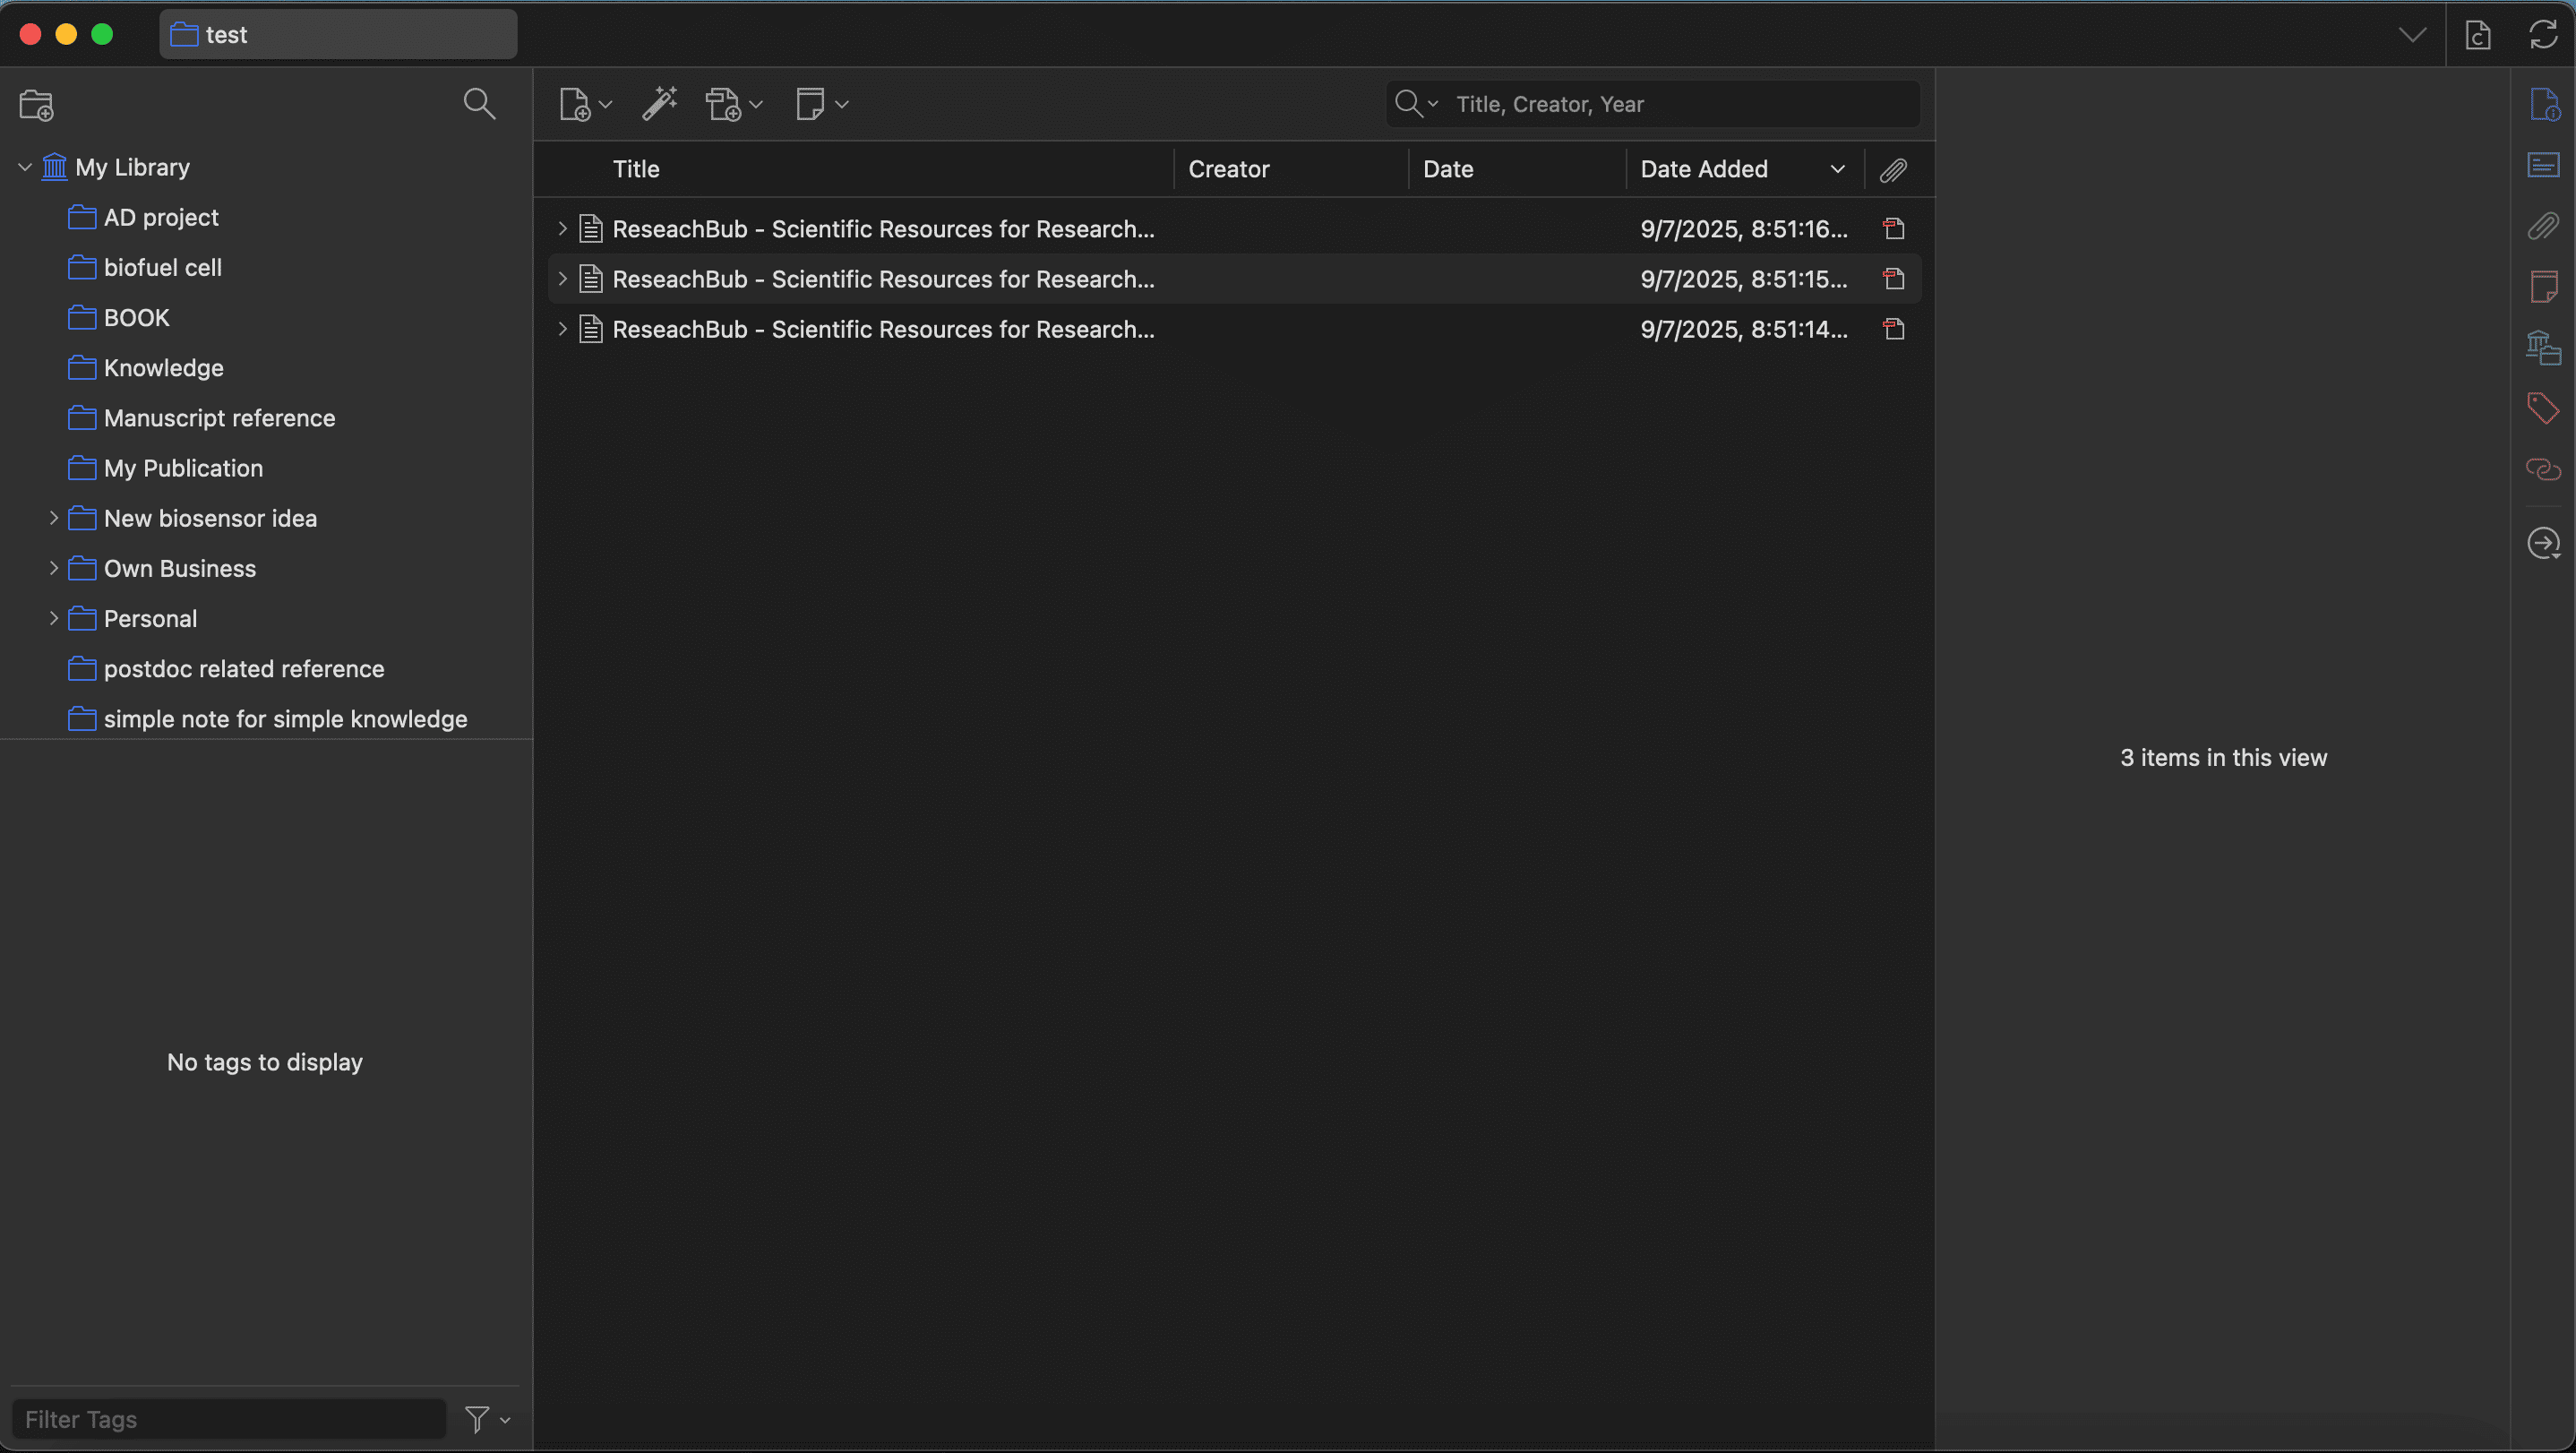 test
Title, Creator, Year
My Library
AD project
biofuel cell
BOOK
Knowledge
Manuscript reference
My Publication
New biosensor idea
Own Business
Personal
postdoc related reference
simple note for simple knowledge
No tags to display
Filter Tags
Title Creator Date Date Added
ReseachBub - Scientific Resources for Research... 9/7/2025, 8:51:16...
ReseachBub - Scientific Resources for Research... 9/7/2025, 8:51:15...
ReseachBub - Scientific Resources for Research... 9/7/2025, 8:51:14...
3 items in this view